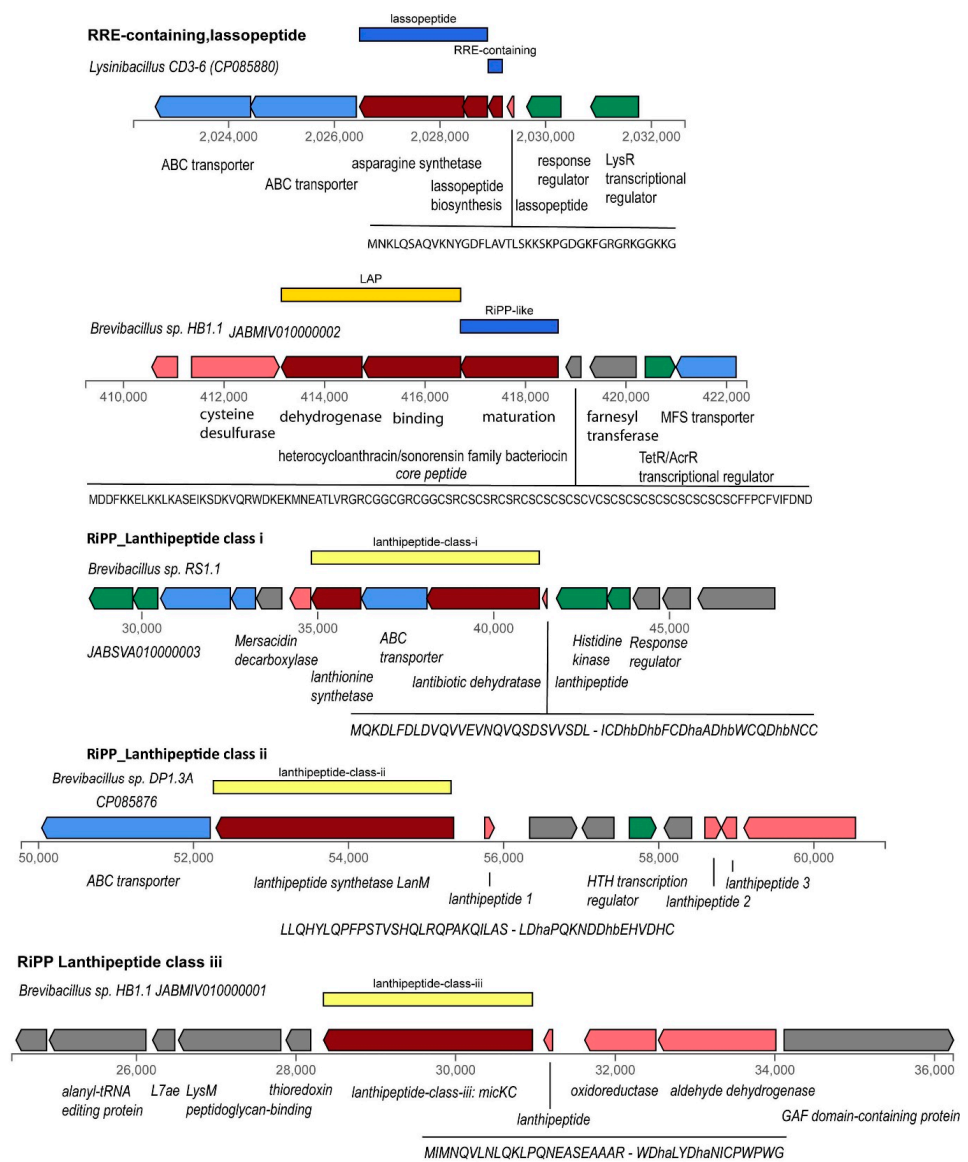 lassopeptide
RRE-containing,lassopeptide
RRE-containing
Lysinibacillus CD3-6 (CP085880)
2,024,000 2,026,000 2,028,000 2,030,000 2,032,000
ABC transporter
ABC transporter
asparagine synthetase
lassopeptide
biosynthesis
lassopeptide
response
regulator
LysR
transcriptional
regulator
MNKLQSAQVKNYGDFLAVTLSKKSKPGDGKFGRGRKGGKKG
LAP
RiPP-like
Brevibacillus sp. HB1.1 JABMIV010000002
410,000 412,000 414,000 416,000 418,000 420,000 422,000
cysteine
desulfurase
dehydrogenase
binding
maturation
farnesyl
transferase
MFS transporter
heterocycloanthracin/sonorensin family bacteriocin
core peptide
TetR/AcrR
transcriptional regulator
MDDFKKELKKLKASEIKSDKVQRWDKEKMNEATLVRGRCGGCGRCGGCSRCSCSRCSRCSCSCSCSCVCSCSCSCSCSCSCSCSCSCFFPCFVIFDND
RiPP_Lanthipeptide class i
lanthipeptide-class-i
Brevibacillus sp. RS1.1
30,000 35,000 40,000 45,000
JABSVA010000003
Mersacidin
decarboxylase
lanthionine
synthetase
ABC
transporter
lantibiotic dehydratase
lanthipeptide
Histidine
kinase
Response
regulator
MQKDLFDLDVQVVEVNQVQSDSVVSDL - ICDhbDhbFCDhaADhbWCQDhbNCC
RiPP_Lanthipeptide class ii
Brevibacillus sp. DP1.3A
CP085876
lanthipeptide-class-ii
50,000 52,000 54,000 56,000 58,000 60,000
ABC transporter
lanthipeptide synthetase LanM
lanthipeptide 1
HTH transcription
regulator
lanthipeptide 2
lanthipeptide 3
LLQHYLQPFPSTVSHQLRQPAKQILAS - LDhaPQKNDDhbEHVDHC
RiPP Lanthipeptide class iii
lanthipeptide-class-iii
Brevibacillus sp. HB1.1 JABMIV010000001
26,000 28,000 30,000 32,000 34,000 36,000
alanyl-tRNA
editing protein
L7ae
LysM
peptidoglycan-binding
thioredoxin
lanthipeptide-class-iii: micKC
lanthipeptide
oxidoreductase
aldehyde dehydrogenase
GAF domain-containing protein
MIMNQVLNLQKLPQNEASEAAAR - WDhaLYDhaNICPWPWG